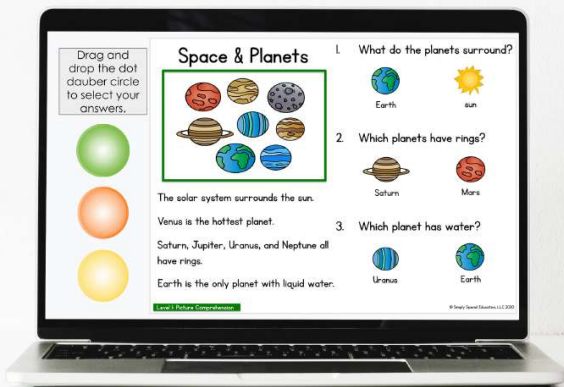 Drag and
drop the dot
dauber circle
to select your
answers.
Space & Planets
The solar system surrounds the sun.
Venus is the hottest planet.
Saturn, Jupiter, Uranus, and Neptune all
have rings.
Earth is the only planet with liquid water.
Level 1: Picture Comprehension
1. What do the planets surround?
Earth
sun
2. Which planets have rings?
Saturn
Mars
3. Which planet has water?
Uranus
Earth
© Simply Special Education, LLC 2020